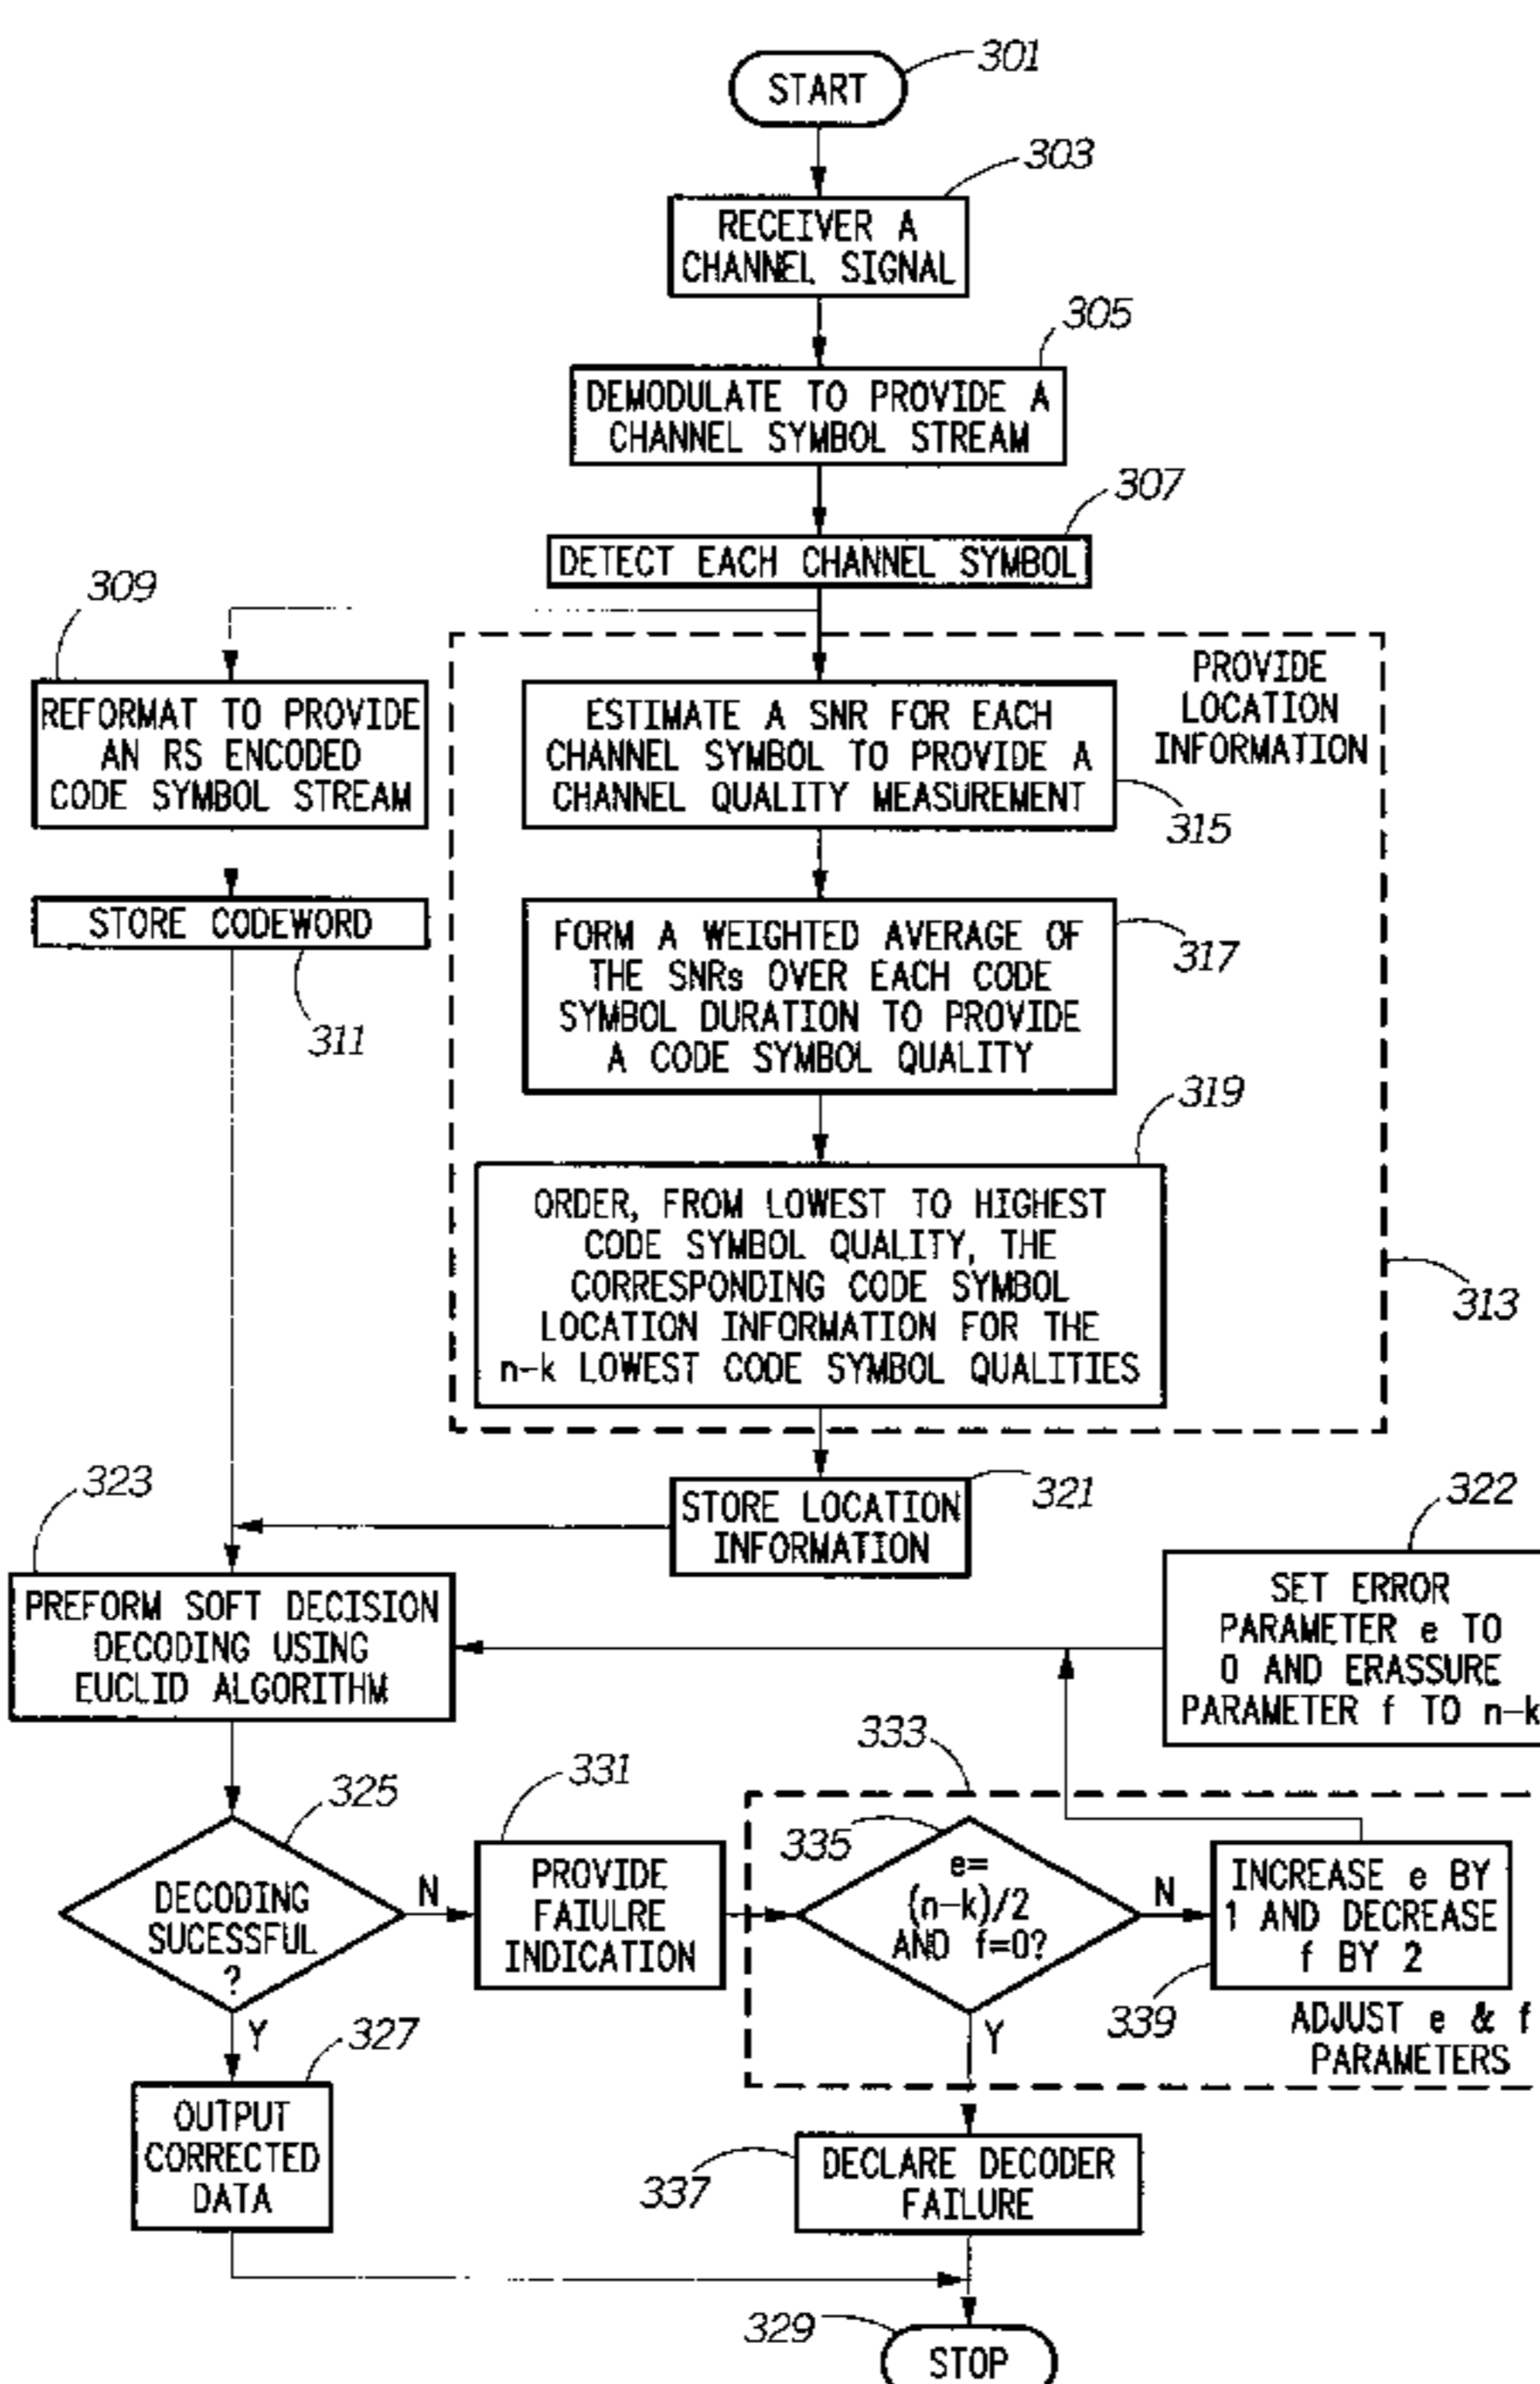 301
START
303
RECEIVER A
CHANNEL SIGNAL
305
DEMODULATE TO PROVIDE A
CHANNEL SYMBOL STREAM
307
DETECT EACH CHANNEL SYMBOL
309
REFORMAT TO PROVIDE
AN RS ENCODED
CODE SYMBOL STREAM
PROVIDE
LOCATION
INFORMATION
ESTIMATE A SNR FOR EACH
CHANNEL SYMBOL TO PROVIDE A
CHANNEL QUALITY MEASUREMENT
315
STORE CODEWORD
311
FORM A WEIGHTED AVERAGE OF
THE SNRs OVER EACH CODE
SYMBOL DURATION TO PROVIDE
A CODE SYMBOL QUALITY
317
319
ORDER, FROM LOWEST TO HIGHEST
CODE SYMBOL QUALITY, THE
CORRESPONDING CODE SYMBOL
LOCATION INFORMATION FOR THE
n-k LOWEST CODE SYMBOL QUALITIES
313
323
STORE LOCATION
INFORMATION
321
322
SET ERROR
PARAMETER e TO
0 AND ERASSURE
PARAMETER f TO n-k
PREFORM SOFT DECISION
DECODING USING
EUCLID ALGORITHM
325
DECODING
SUCESSFUL
?
N
Y
331
PROVIDE
FAIULRE
INDICATION
333
335
e=
(n-k)/2
AND f=0?
N
Y
INCREASE e BY
1 AND DECREASE
f BY 2
339
ADJUST e & f
PARAMETERS
327
OUTPUT
CORRECTED
DATA
337
DECLARE DECODER
FAILURE
329
STOP